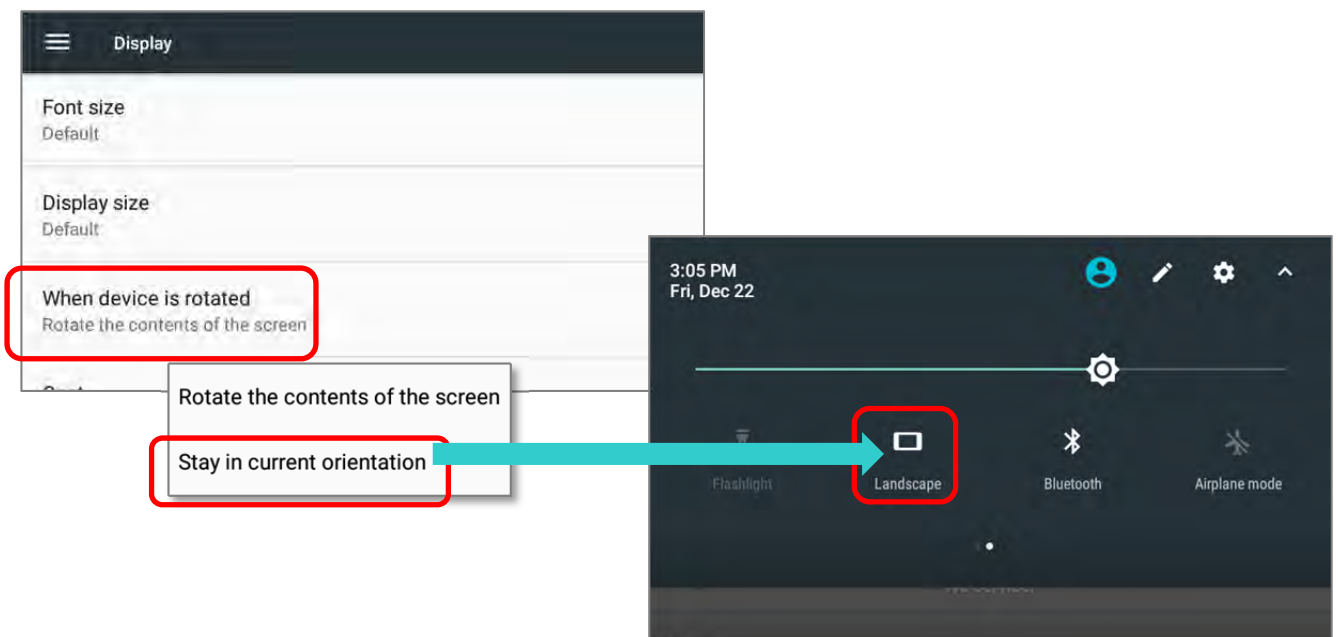 Display
Font size
Default
Display size
Default
When device is rotated
Rotate the contents of the screen
Rotate the contents of the screen
Stay in current orientation
3:05 PM
Fri, Dec 22
Flashlight
Landscape
Bluetooth
Airplane mode